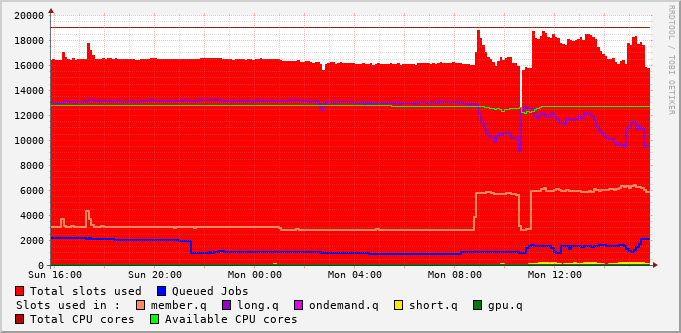 20000
18000
16000
14000
12000
10000
8000
6000
4000
2000
0
Sun 16:00 Sun 20:00 Mon 00:00 Mon 04:00 Mon 08:00 Mon 12:00
Total slots used Queued Jobs
Slots used in : member.q long.q ondemand.q short.q gpu.q
Total CPU cores Available CPU cores
RRDTOOL / TOBI OETIKER